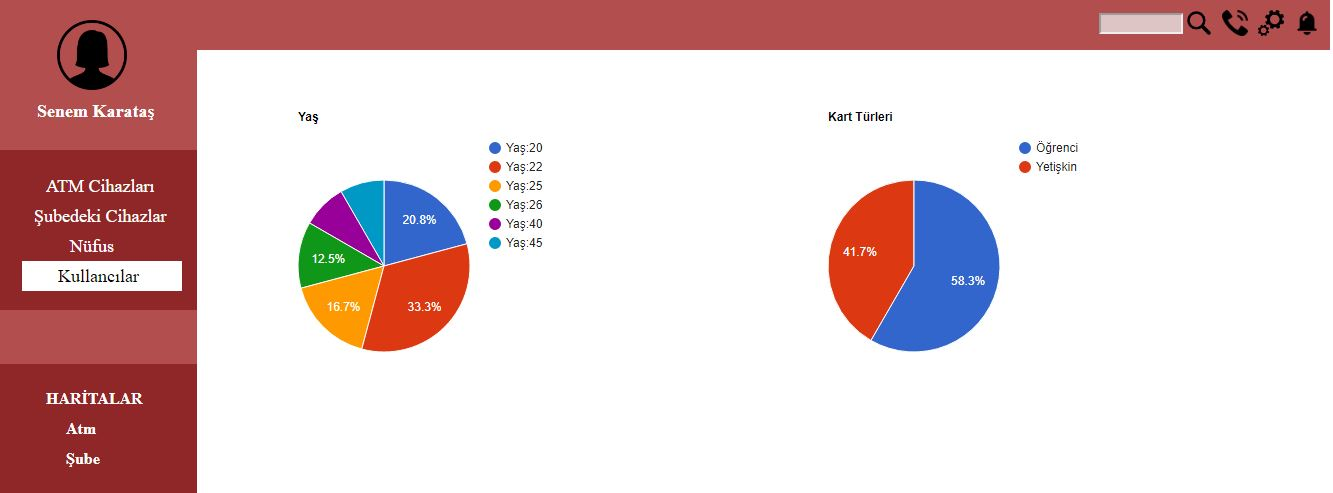 Senem Karataş
ATM Cihazları
Şubedeki Cihazlar
Nüfus
Kullancılar
HARİTALAR
Atm
Şube
Yaş
Yaş:20
Yaş:22
Yaş:25
Yaş:26
Yaş:40
Yaş:45
20.8%
12.5%
16.7%
33.3%
Kart Türleri
Öğrenci
Yetişkin
41.7%
58.3%